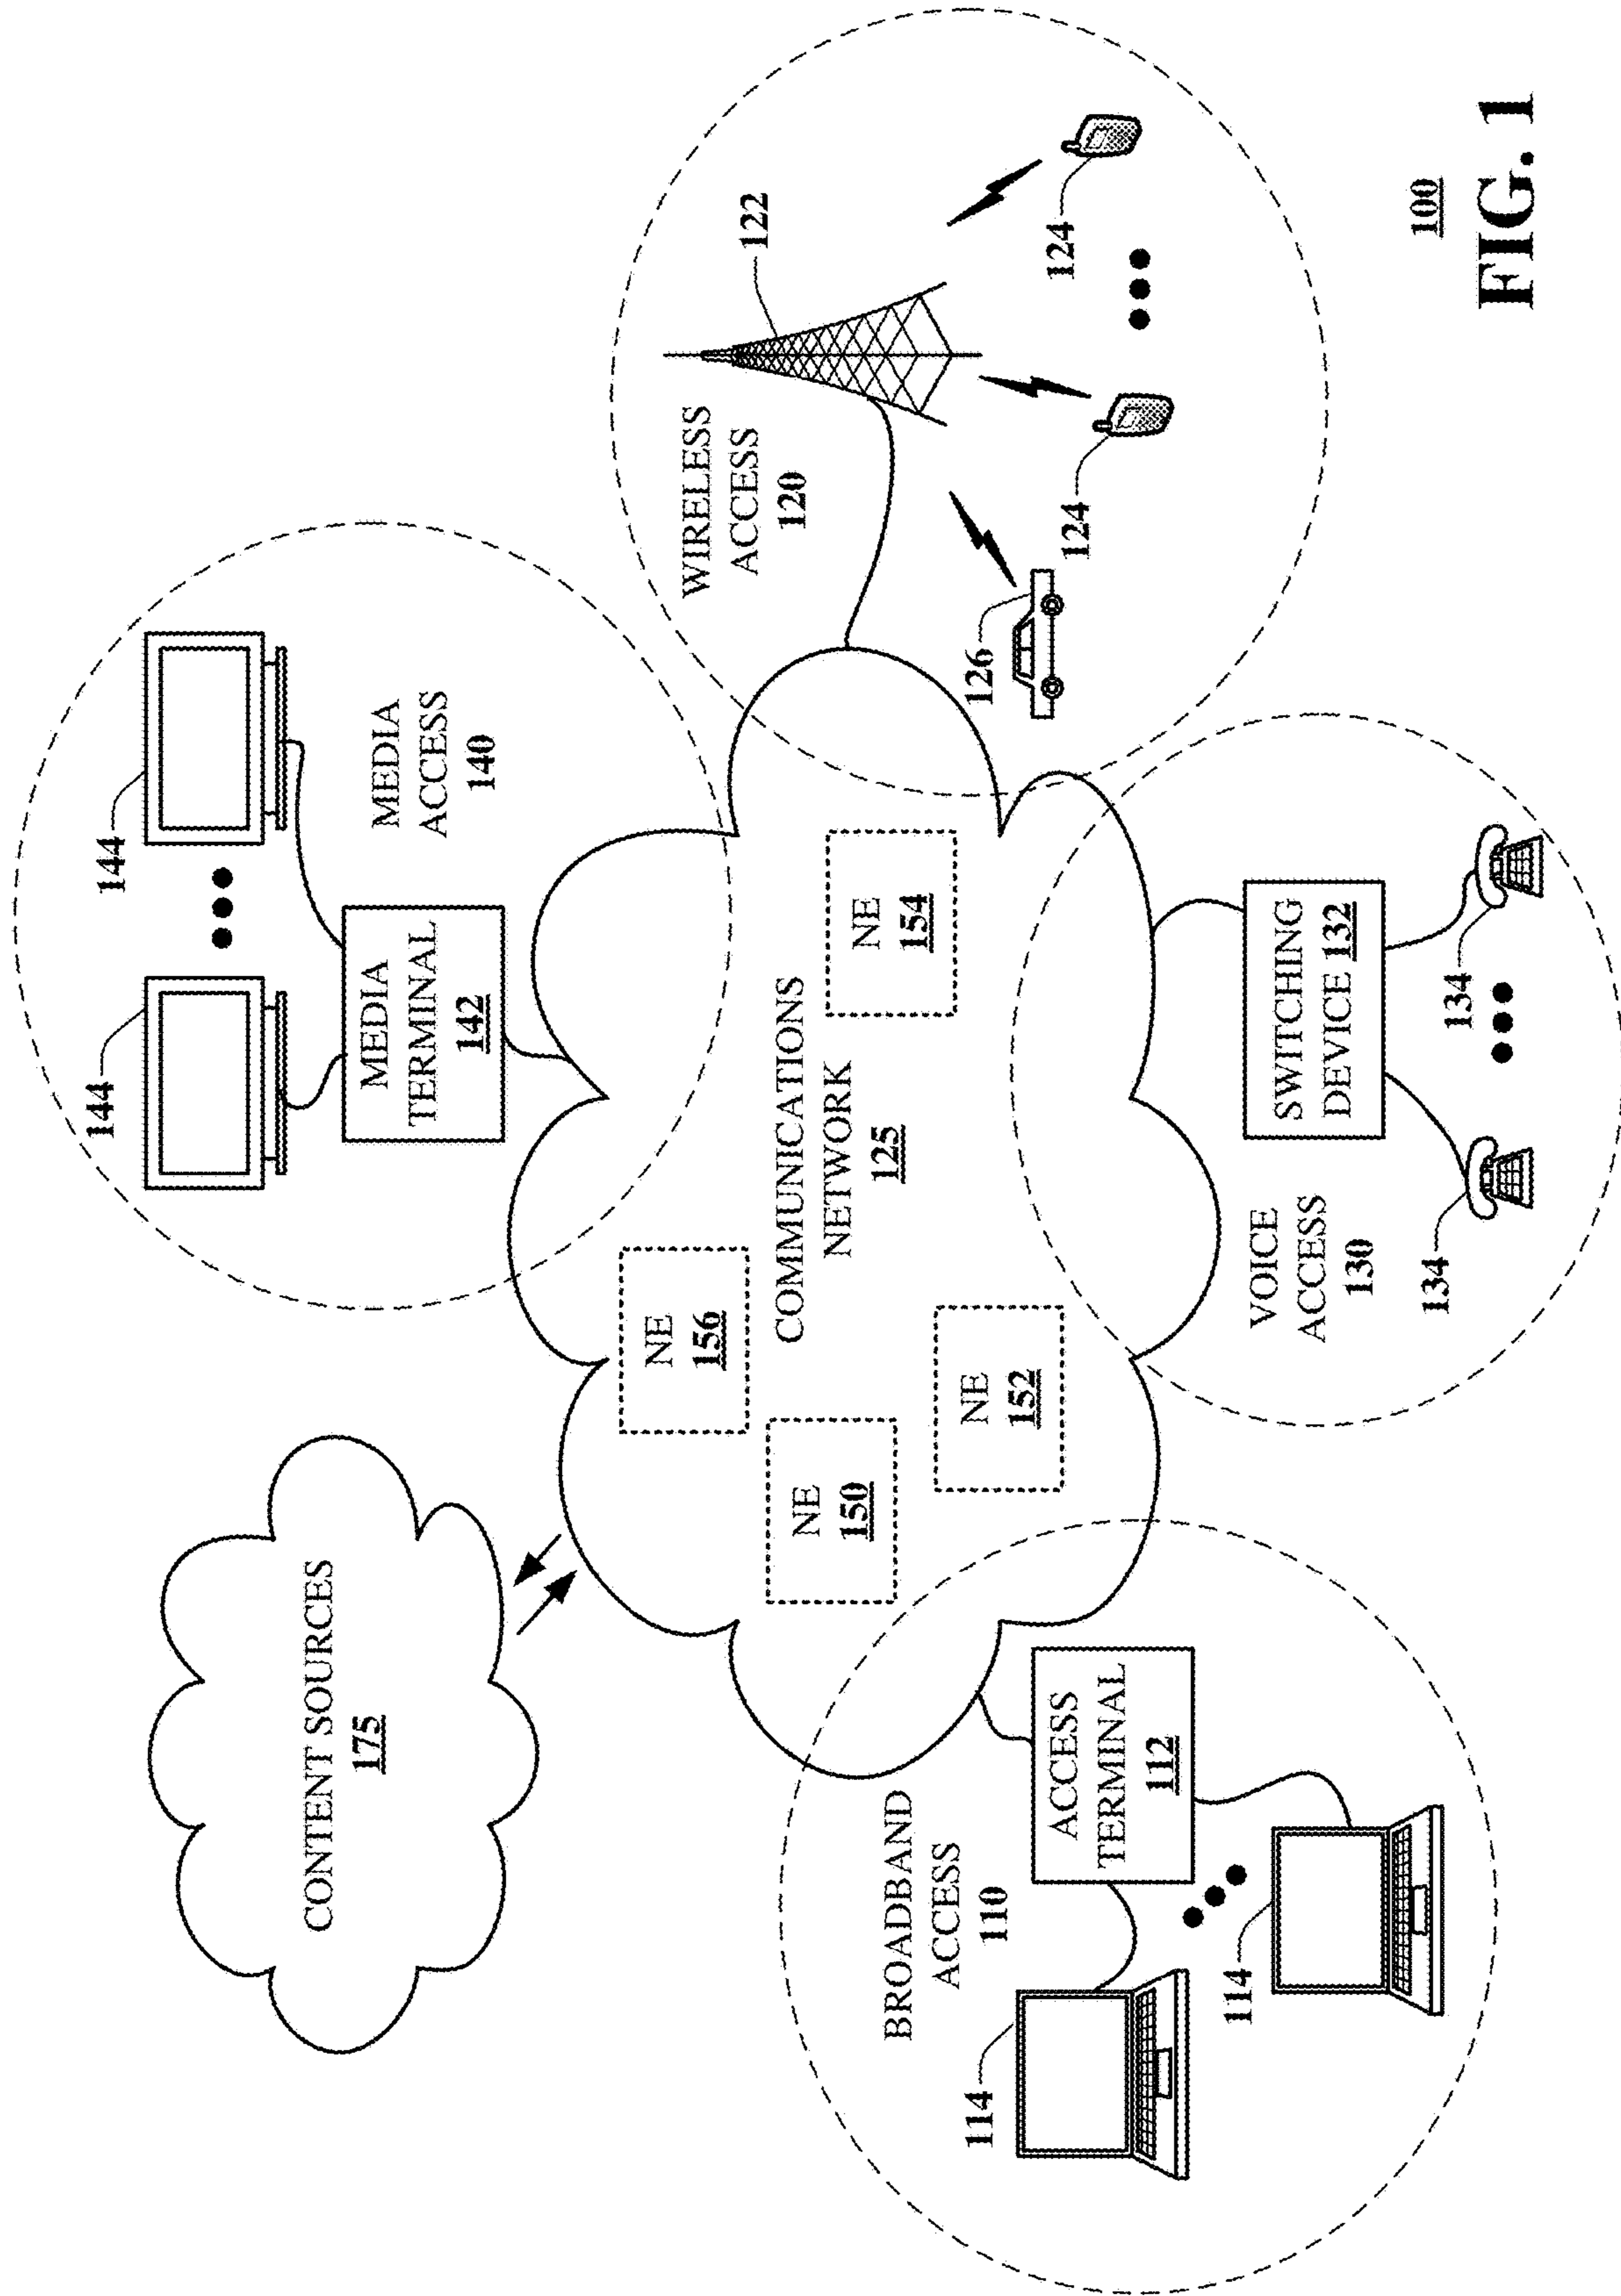 CONTENT SOURCES
175
144
144
MEDIA
TERMINAL
142
MEDIA
ACCESS
140
WIRELESS
ACCESS
120
122
NE
156
NE
150
NE
152
COMMUNICATIONS
NETWORK
125
NE
154
126
124
124
BROADBAND
ACCESS
110
ACCESS
TERMINAL
112
114
114
VOICE
ACCESS
130
SWITCHING
DEVICE 132
134
134
100
FIG. 1